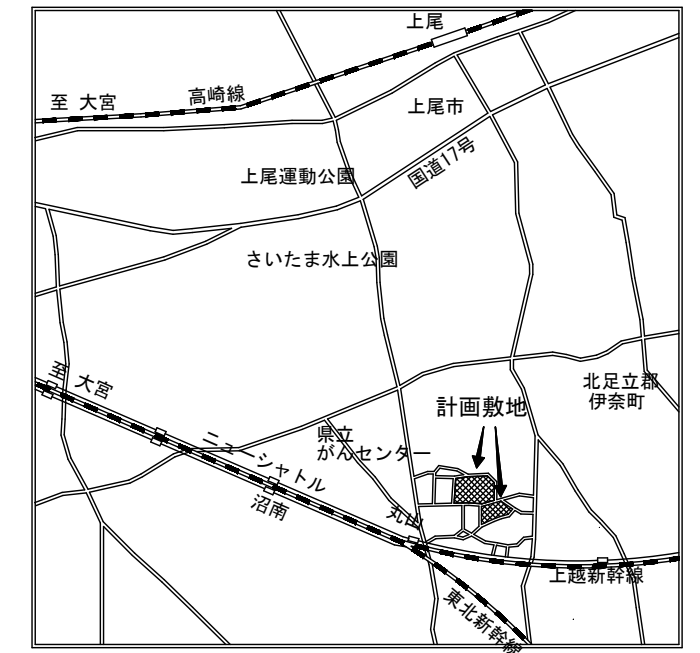 上尾
至 大宮
高崎線
上尾市
国道17号
上尾運動公園
さいたま水上公園
至 大宮
北足立郡
伊奈町
計画敷地
県立
がんセンター
ニューシャトル
沼南
丸山
上越新幹線
東北新幹線